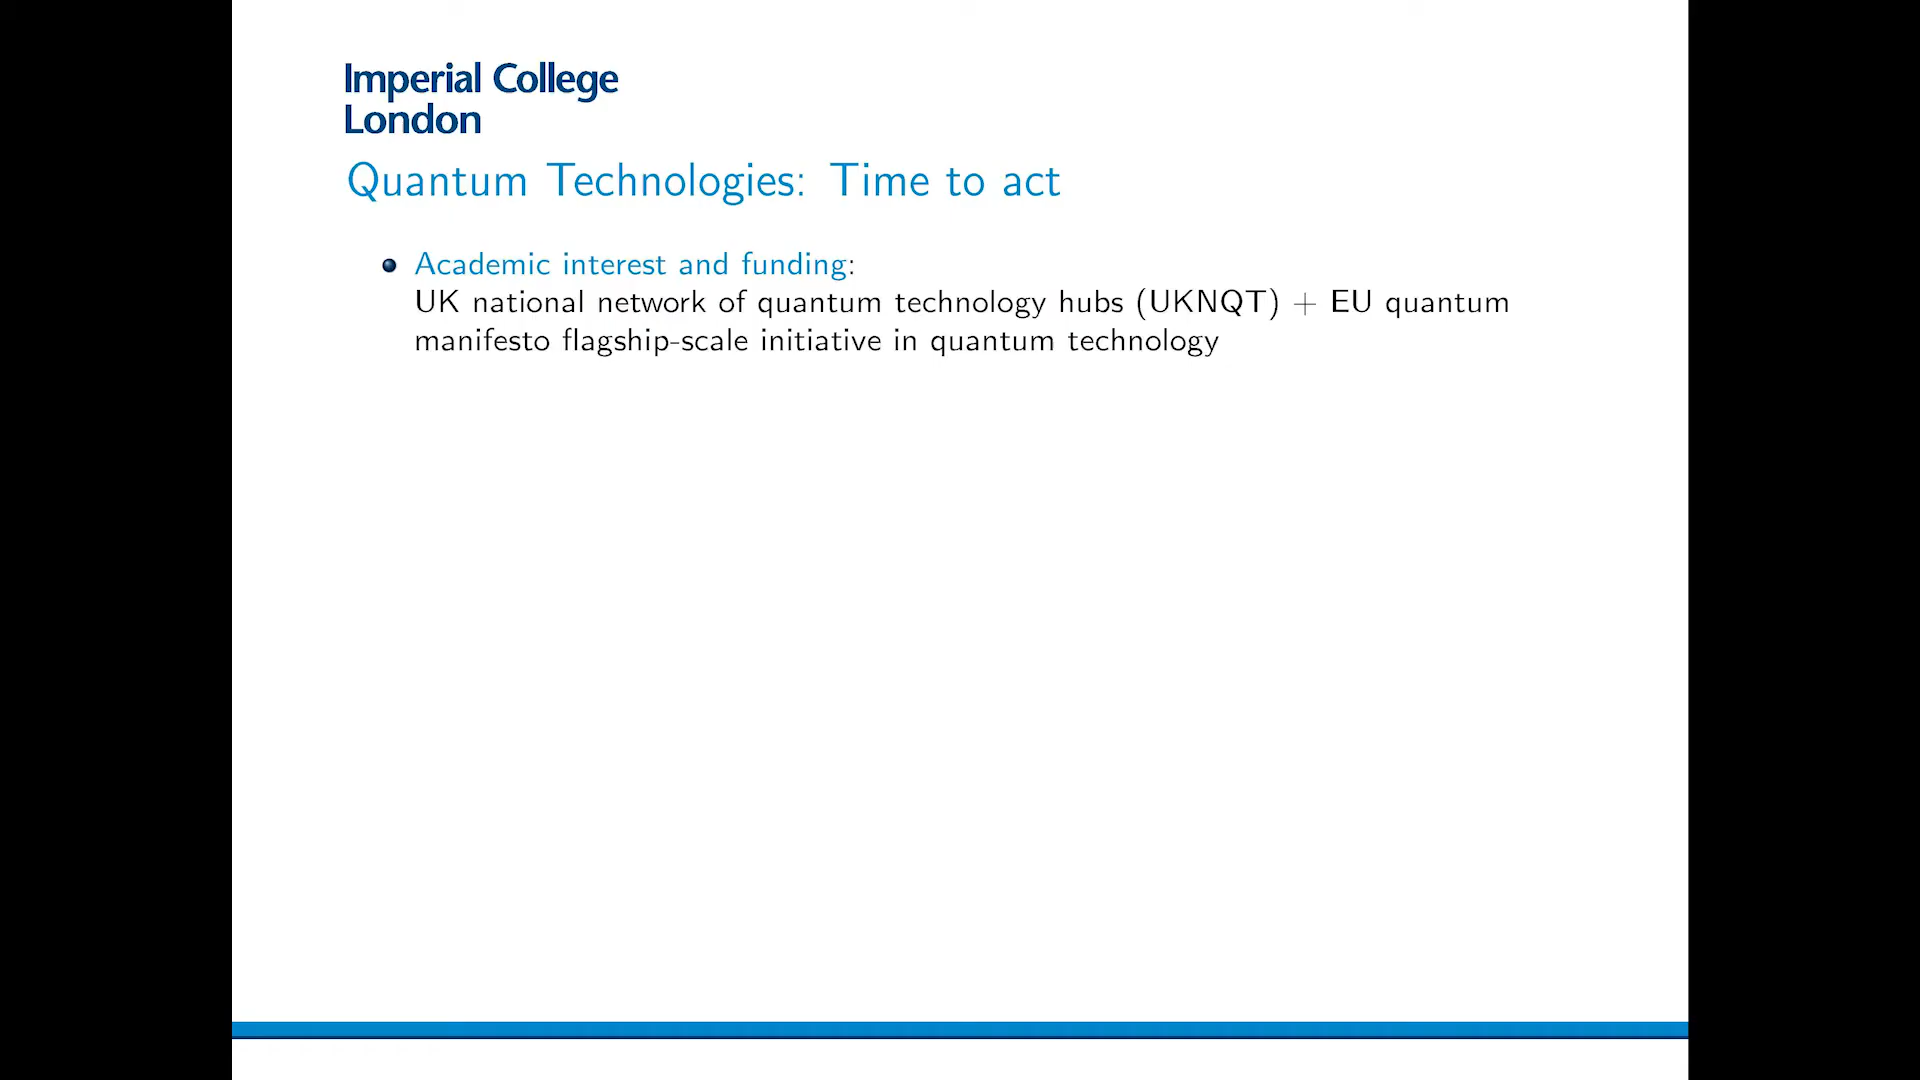 Imperial College
London
Quantum Technologies: Time to act
Academic interest and funding:
UK national network of quantum technology hubs (UKNQT) + EU quantum
manifesto flagship-scale initiative in quantum technology